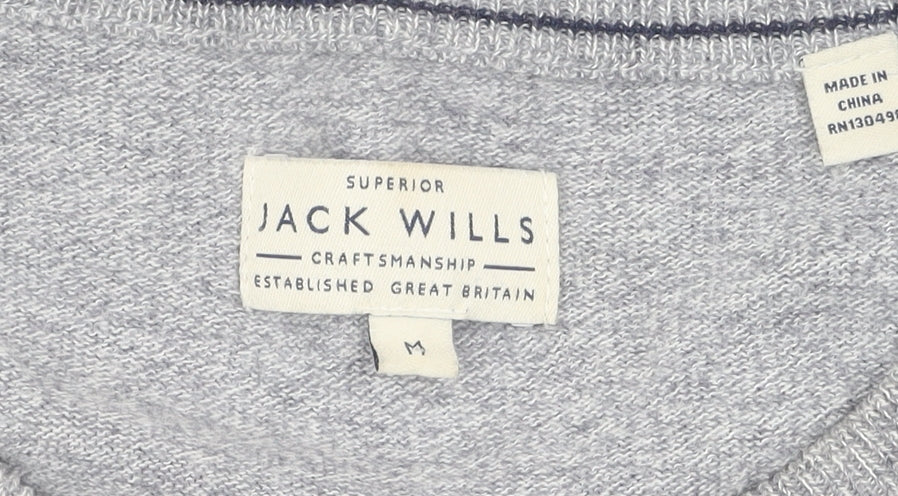 SUPERIOR
JACK WILLS
CRAFTSMANSHIP
ESTABLISHED GREAT BRITAIN
M
MADE IN
CHINA